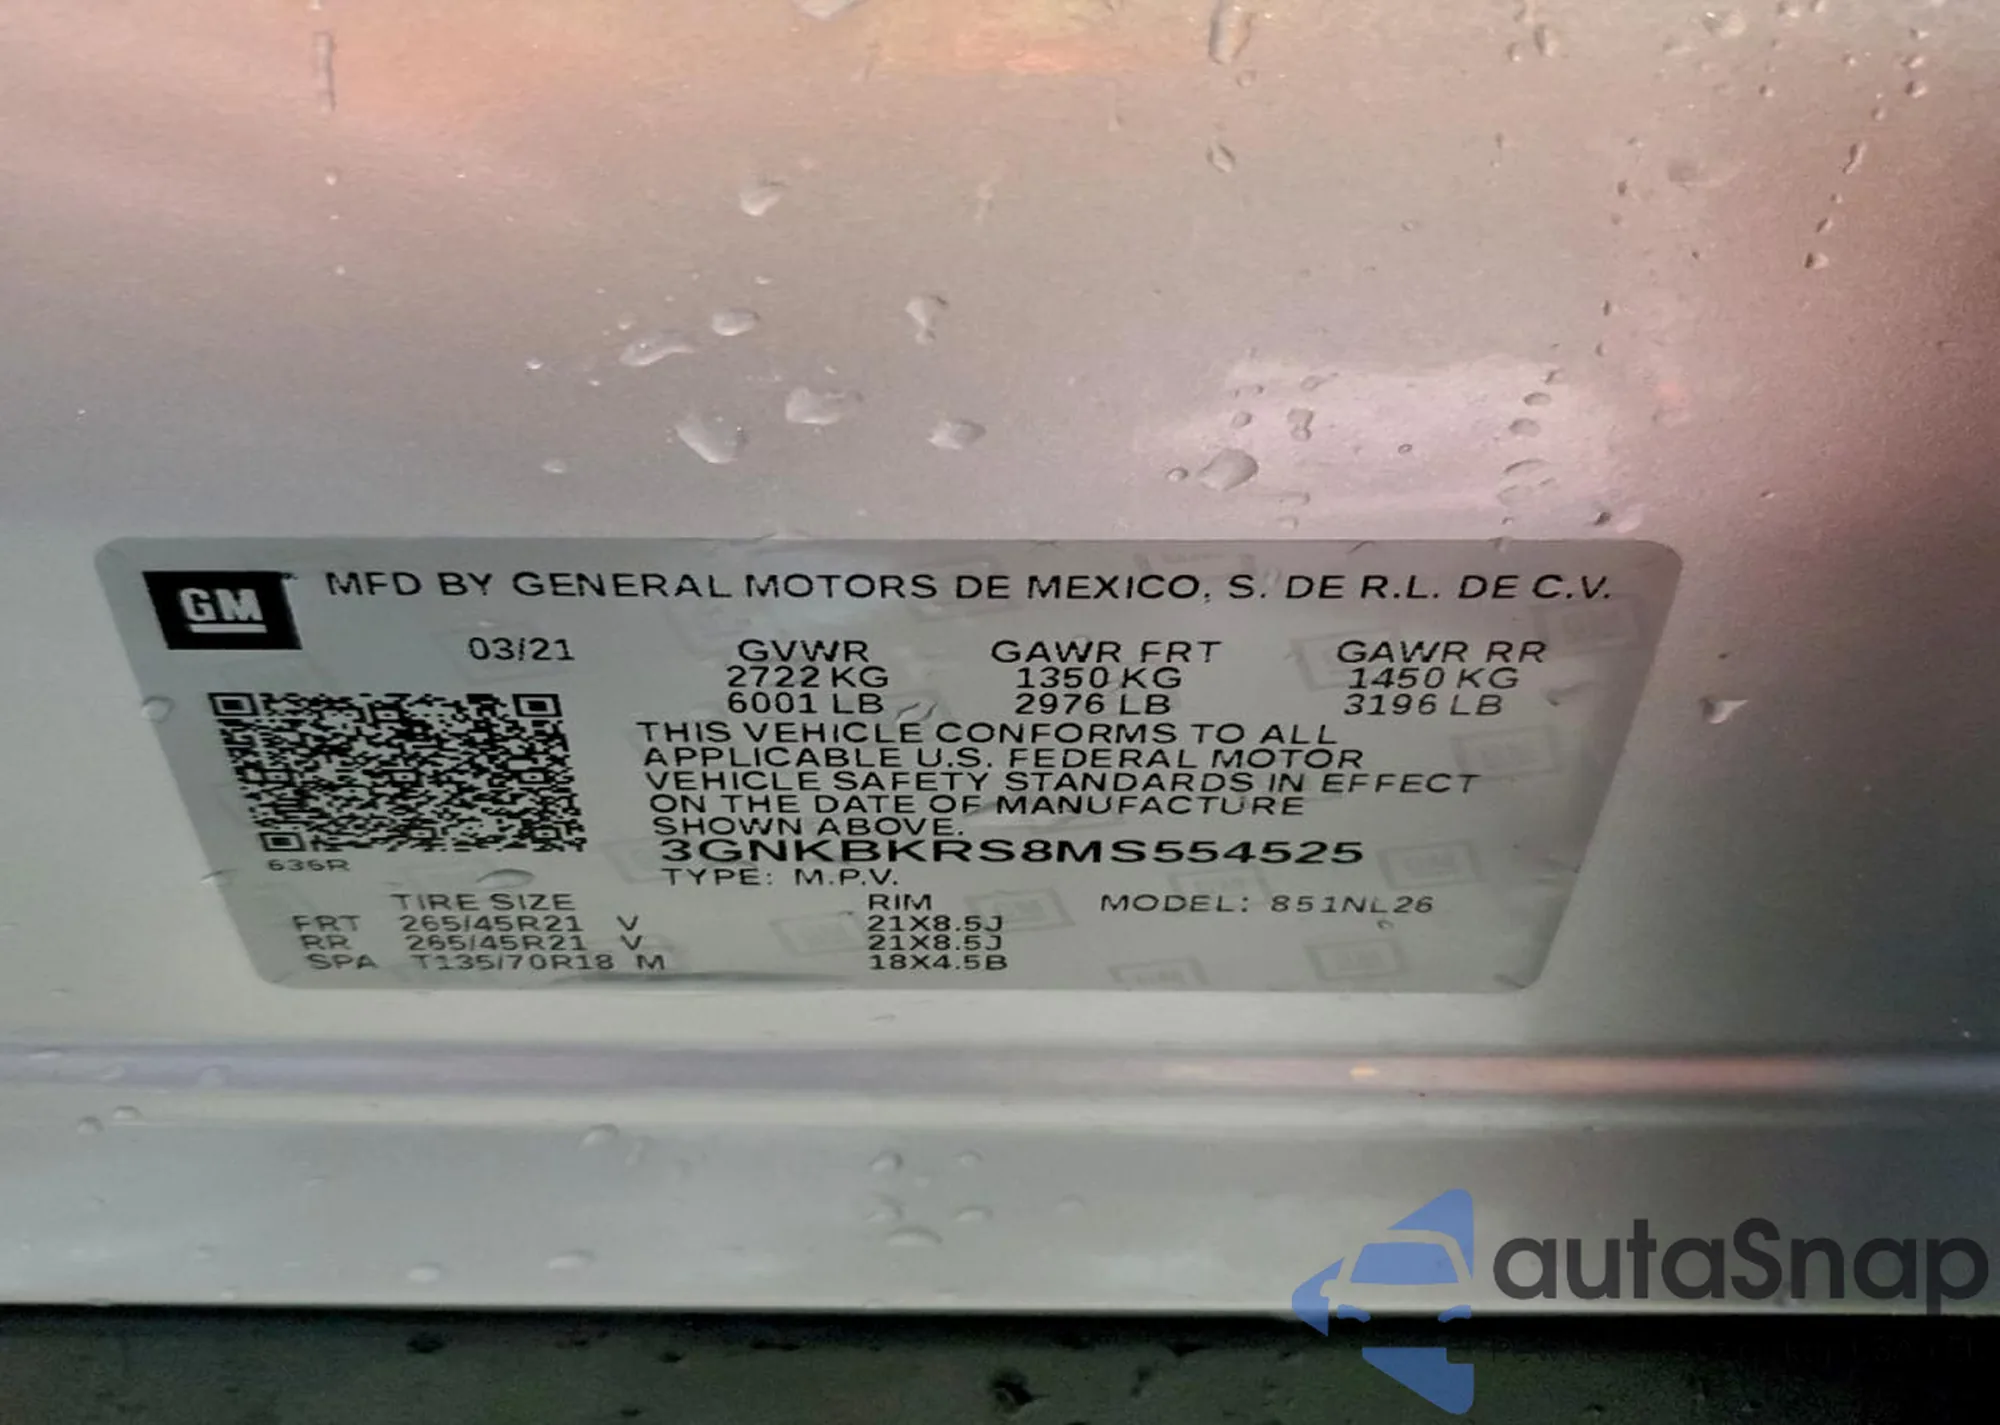 GM
MFD BY GENERAL MOTORS DE MEXICO, S. DE R.L. DE C.V.
03/21 GVWR GAWR FRT GAWR RR
2722 KG 1350 KG 1450 KG
6001 LB 2976 LB 3196 LB
THIS VEHICLE CONFORMS TO ALL
APPLICABLE U.S. FEDERAL MOTOR
VEHICLE SAFETY STANDARDS IN EFFECT
ON THE DATE OF MANUFACTURE
SHOWN ABOVE.
3GNKBKRS8MS554525
636R
TYPE: M.P.V.
TIRE SIZE RIM MODEL: 851NL26
FRT 265/45R21 V 21X8.5J
RR 265/45R21 V 21X8.5J
SPA T135/70R18 M 18X4.5B
autaSnap